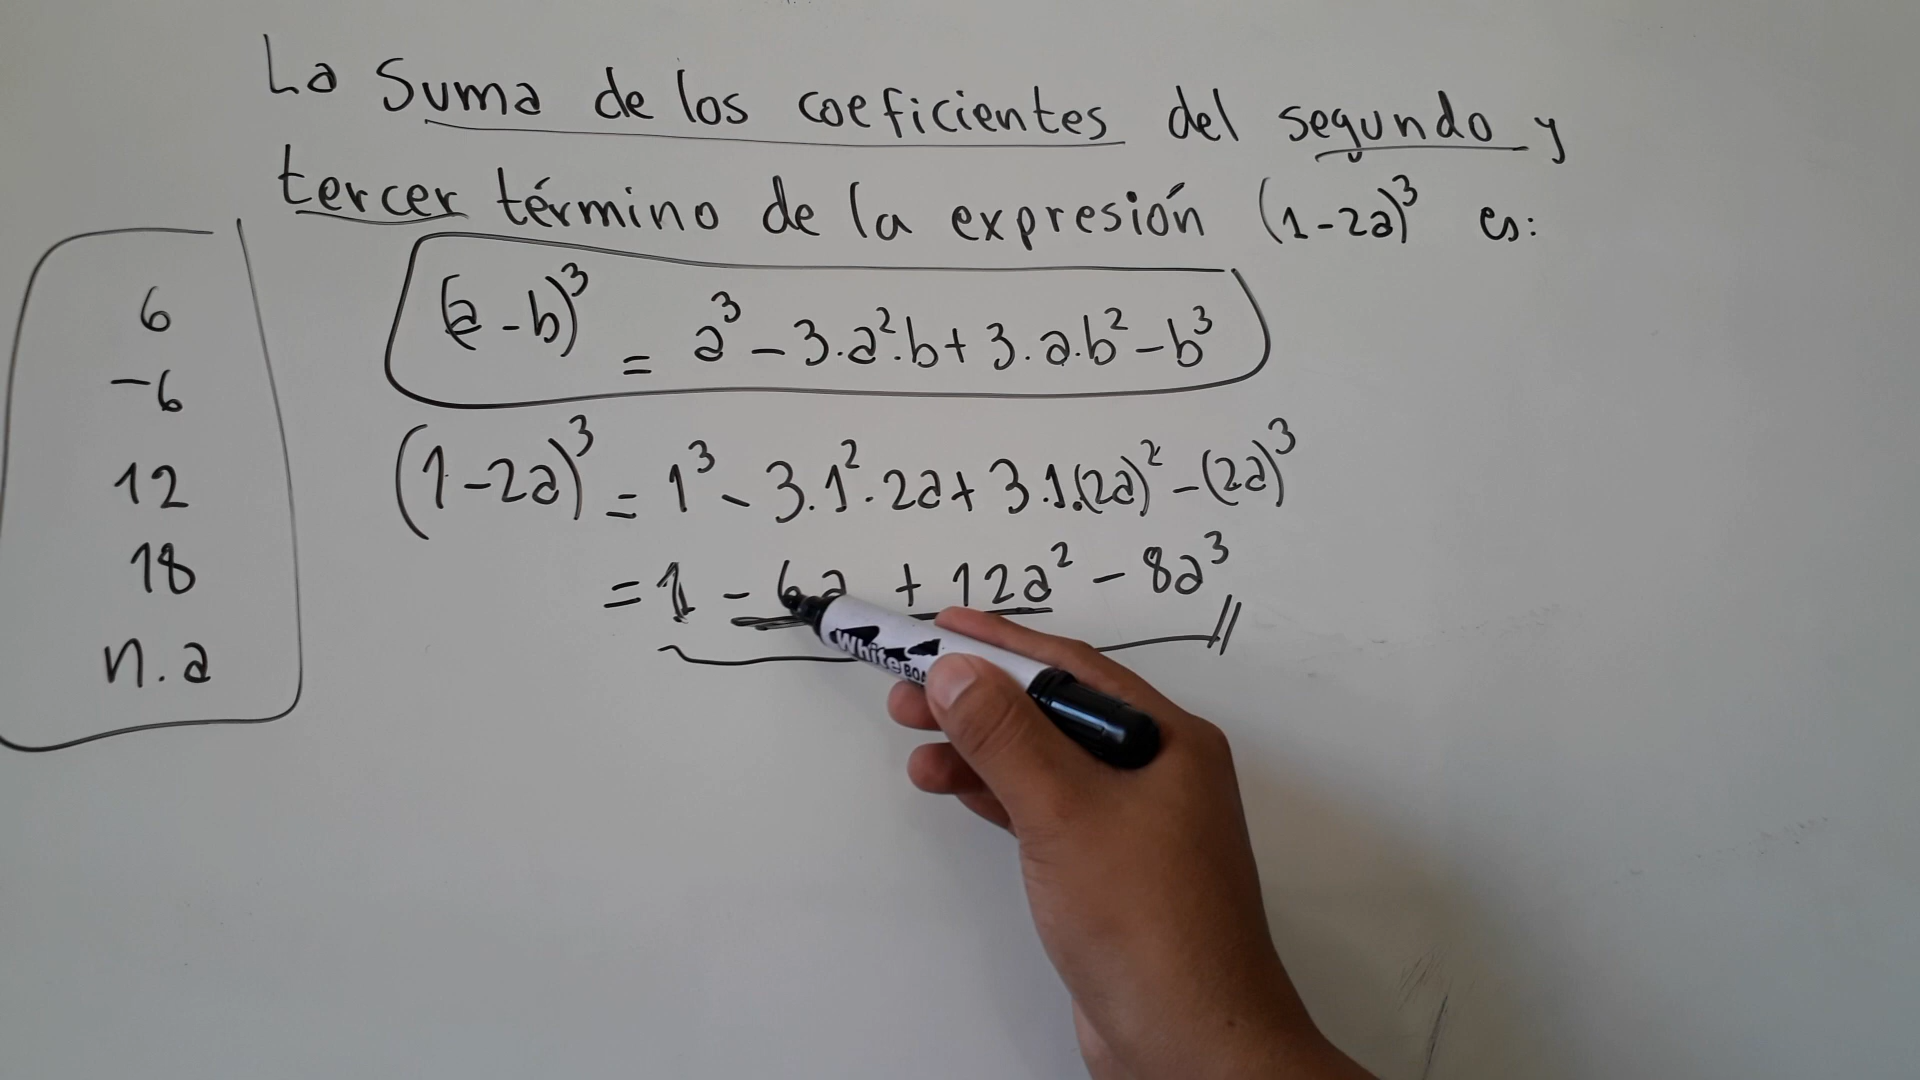 La Suma de los coeficientes del segundo y
tercer término de la expresión (1-2a)³ es:
(a-b)³ = a³ - 3.a².b + 3.a.b² - b³
(1-2a)³ = 1³ - 3.1².2a + 3.1.(2a)² - (2a)³
= 1 - 6a + 12a² - 8a³
6
-6
12
18
n.a
White BOA